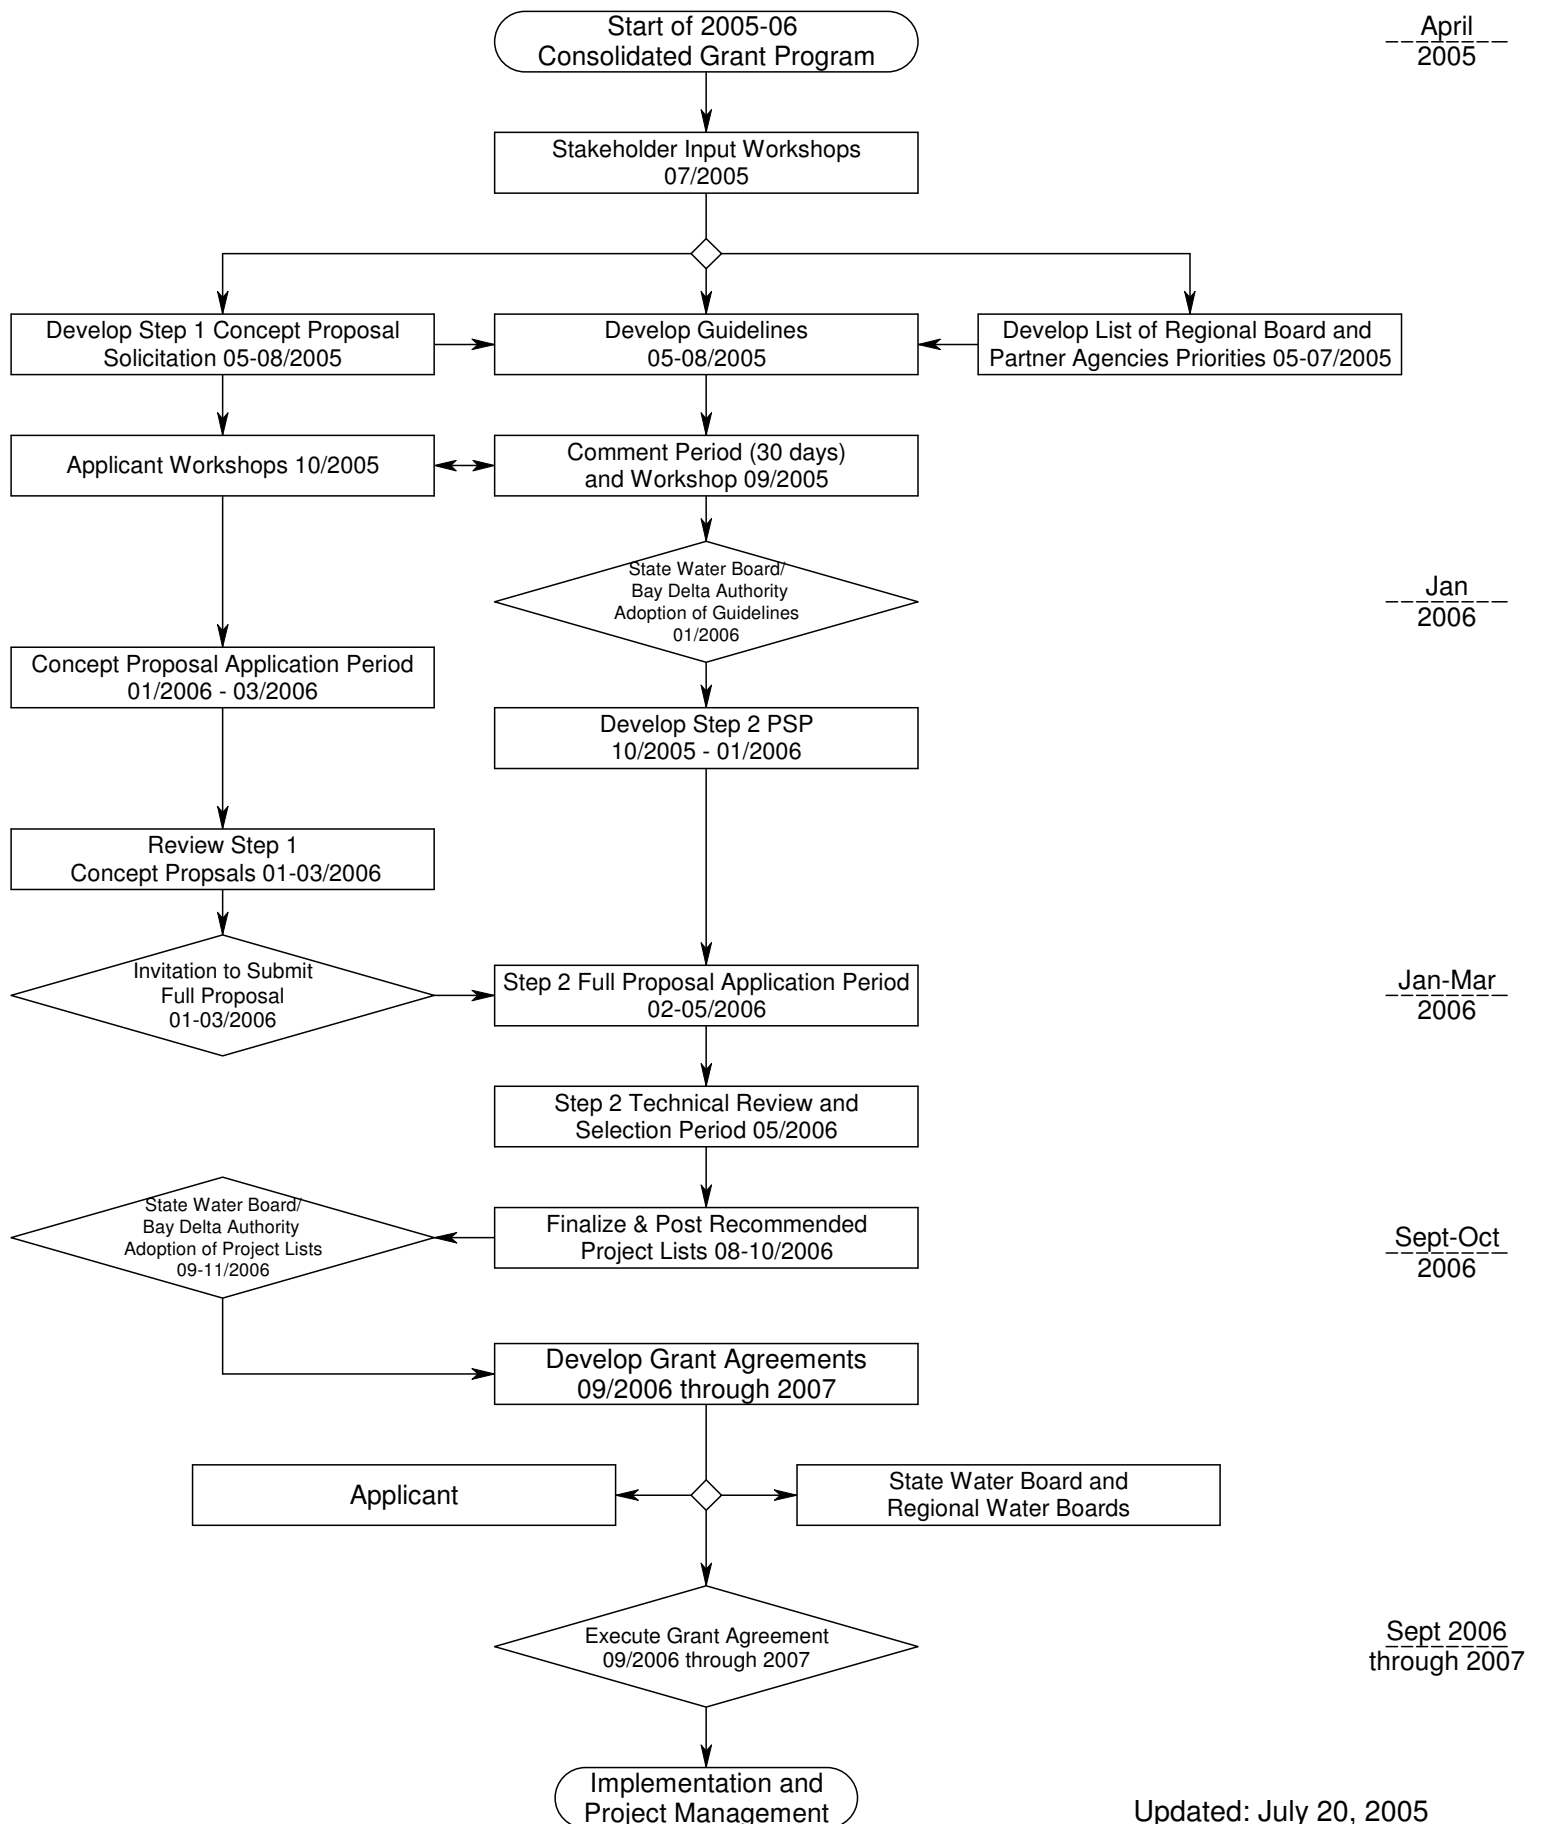 Start of 2005-06
Consolidated Grant Program
April
2005
Stakeholder Input Workshops
07/2005
Develop Step 1 Concept Proposal
Solicitation 05-08/2005
Develop Guidelines
05-08/2005
Develop List of Regional Board and
Partner Agencies Priorities 05-07/2005
Applicant Workshops 10/2005
Comment Period (30 days)
and Workshop 09/2005
State Water Board/
Bay Delta Authority
Adoption of Guidelines
01/2006
Jan
2006
Concept Proposal Application Period
01/2006 - 03/2006
Develop Step 2 PSP
10/2005 - 01/2006
Review Step 1
Concept Propsals 01-03/2006
Invitation to Submit
Full Proposal
01-03/2006
Step 2 Full Proposal Application Period
02-05/2006
Jan-Mar
2006
Step 2 Technical Review and
Selection Period 05/2006
State Water Board/
Bay Delta Authority
Adoption of Project Lists
09-11/2006
Finalize & Post Recommended
Project Lists 08-10/2006
Sept-Oct
2006
Develop Grant Agreements
09/2006 through 2007
Applicant
State Water Board and
Regional Water Boards
Execute Grant Agreement
09/2006 through 2007
Sept 2006
through 2007
Implementation and
Project Management
Updated: July 20, 2005